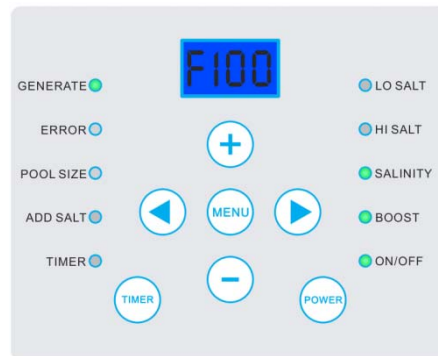 F100
GENERATE
ERROR
POOL SIZE
ADD SALT
TIMER
LO SALT
HI SALT
SALINITY
BOOST
ON/OFF
+
MENU
−
TIMER
POWER